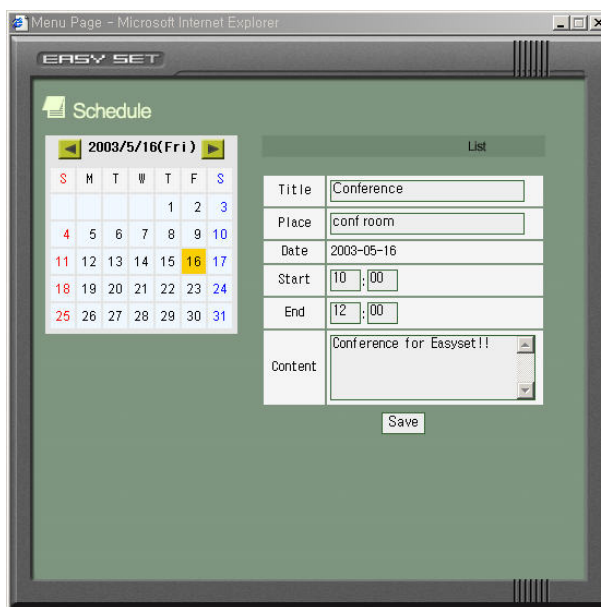 Menu Page - Microsoft Internet Explorer
EASY SET
Schedule
2003/5/16(Fri)
S M T W T F S
1 2 3
4 5 6 7 8 9 10
11 12 13 14 15 16 17
18 19 20 21 22 23 24
25 26 27 28 29 30 31
List
Title Conference
Place conf room
Date 2003-05-16
Start 10 : 00
End 12 : 00
Content Conference for Easyset!!
Save